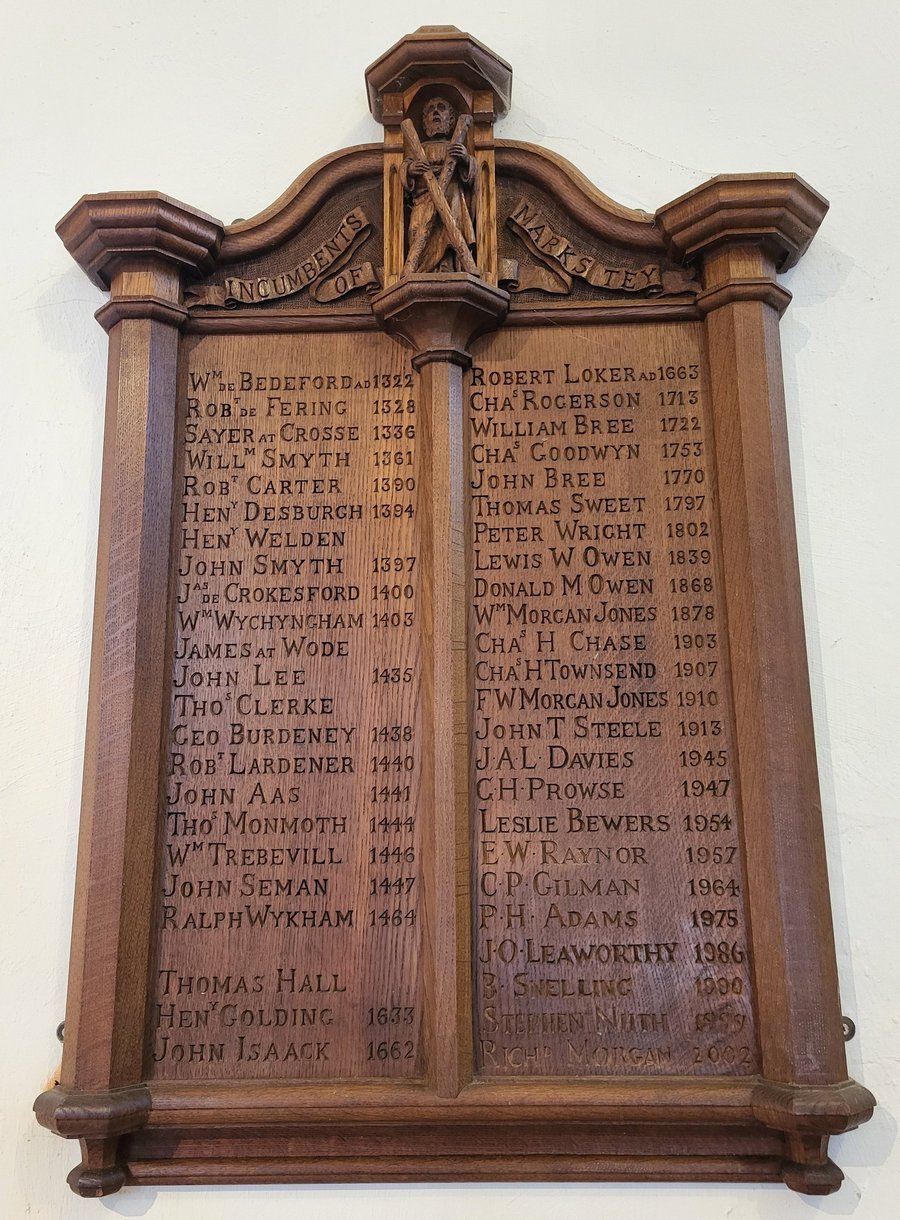 INCUMBENTS
OF
MARKS TEY
Wᴹ DE BEDEFORD AD 1322
ROBᵀ DE FERING 1328
SAYER AT CROSSE 1336
WILLᴹ SMYTH 1361
ROBᵀ CARTER 1390
HENʸ DESBURGH 1394
HENʸ WELDEN
JOHN SMYTH 1397
JAS DE CROKESFORD 1400
Wᴹ WYCHYNGHAM 1403
JAMES AT WODE
JOHN LEE 1435
THOˢ CLERKE
GEO BURDENEY 1438
ROBᵀ LARDENER 1440
JOHN AAS 1441
THOˢ MONMOTH 1444
Wᴹ TREBEVILL 1446
JOHN SEMAN 1447
RALPH WYKHAM 1464
THOMAS HALL
HENʸ GOLDING 1633
JOHN ISAACK 1662
ROBERT LOKER AD 1663
CHAˢ ROGERSON 1713
WILLIAM BREE 1722
CHAˢ GOODWYN 1753
JOHN BREE 1770
THOMAS SWEET 1797
PETER WRIGHT 1802
LEWIS W OWEN 1839
DONALD M OWEN 1868
Wᴹ MORGAN JONES 1878
CHAˢ H CHASE 1903
CHAˢ H TOWNSEND 1907
F W MORGAN JONES 1910
JOHN T STEELE 1913
J·A·L·DAVIES 1945
C·H·PROWSE 1947
LESLIE BEWERS 1954
E·W·RAYNOR 1957
C·P·GILMAN 1964
P·H·ADAMS 1975
J·O·LEAWORTHY 1986
B·SNELLING 1990
STEPHEN NUTH 1999
RICHᴰ MORGAN 2002